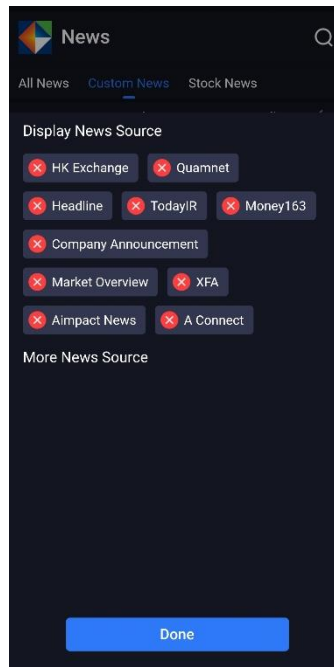 News
All News Custom News Stock News
Display News Source
HK Exchange Quamnet
Headline TodayIR Money163
Company Announcement
Market Overview XFA
Aimpact News A Connect
More News Source
Done